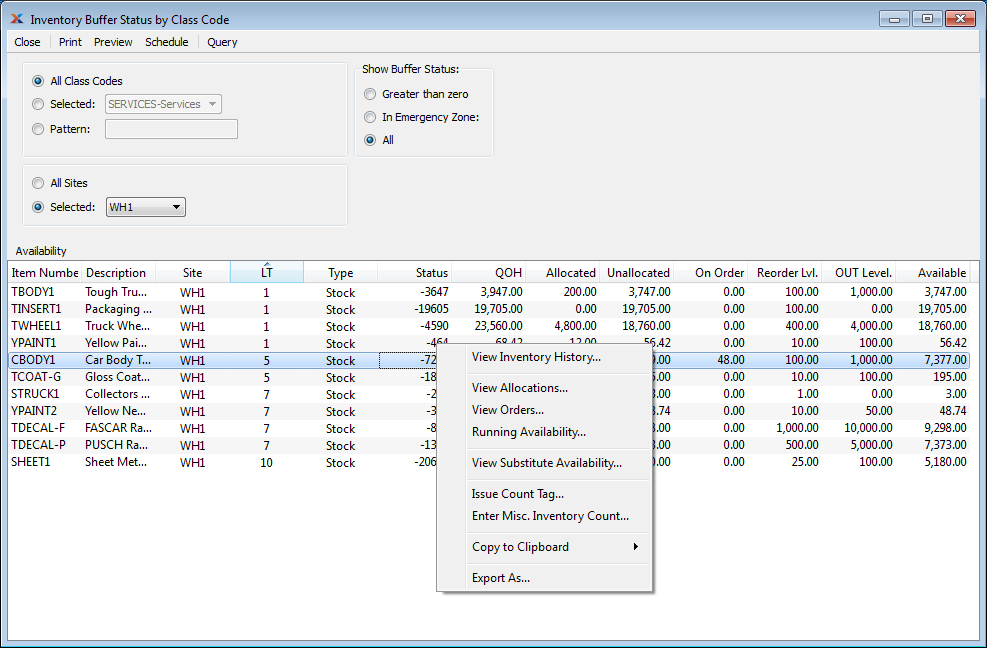 Inventory Buffer Status by Class Code
Close Print Preview Schedule Query
All Class Codes
Selected: SERVICES-Services
Pattern:
Show Buffer Status:
Greater than zero
In Emergency Zone:
All
All Sites
Selected: WH1
Availability
Item Numbe Description Site LT Type Status QOH Allocated Unallocated On Order Reorder Lvl. OUT Level. Available
TBODY1 Tough Tru... WH1 1 Stock -3647 3,947.00 200.00 3,747.00 0.00 100.00 1,000.00 3,747.00
TINSERT1 Packaging ... WH1 1 Stock -19605 19,705.00 0.00 19,705.00 0.00 100.00 0.00 19,705.00
TWHEEL1 Truck Whe... WH1 1 Stock -4590 23,560.00 4,800.00 18,760.00 0.00 400.00 4,000.00 18,760.00
YPAINT1 Yellow Pai... WH1 1 Stock -464 68.42 12.00 56.42 0.00 10.00 100.00 56.42
CBODY1 Car Body T... WH1 5 Stock -72 0.00 48.00 100.00 1,000.00 7,377.00
TCOAT-G Gloss Coat... WH1 5 Stock -18 5.00 0.00 10.00 100.00 195.00
STRUCK1 Collectors ... WH1 7 Stock -2 3.00 0.00 1.00 0.00 3.00
YPAINT2 Yellow Ne... WH1 7 Stock -3 8.74 0.00 10.00 50.00 48.74
TDECAL-F FASCAR Ra... WH1 7 Stock -8 8.00 0.00 1,000.00 10,000.00 9,298.00
TDECAL-P PUSCH Ra... WH1 7 Stock -13 3.00 0.00 500.00 5,000.00 7,373.00
SHEET1 Sheet Met... WH1 10 Stock -206 0.00 0.00 25.00 100.00 5,180.00
View Inventory History...
View Allocations...
View Orders...
Running Availability...
View Substitute Availability...
Issue Count Tag...
Enter Misc. Inventory Count...
Copy to Clipboard
Export As...